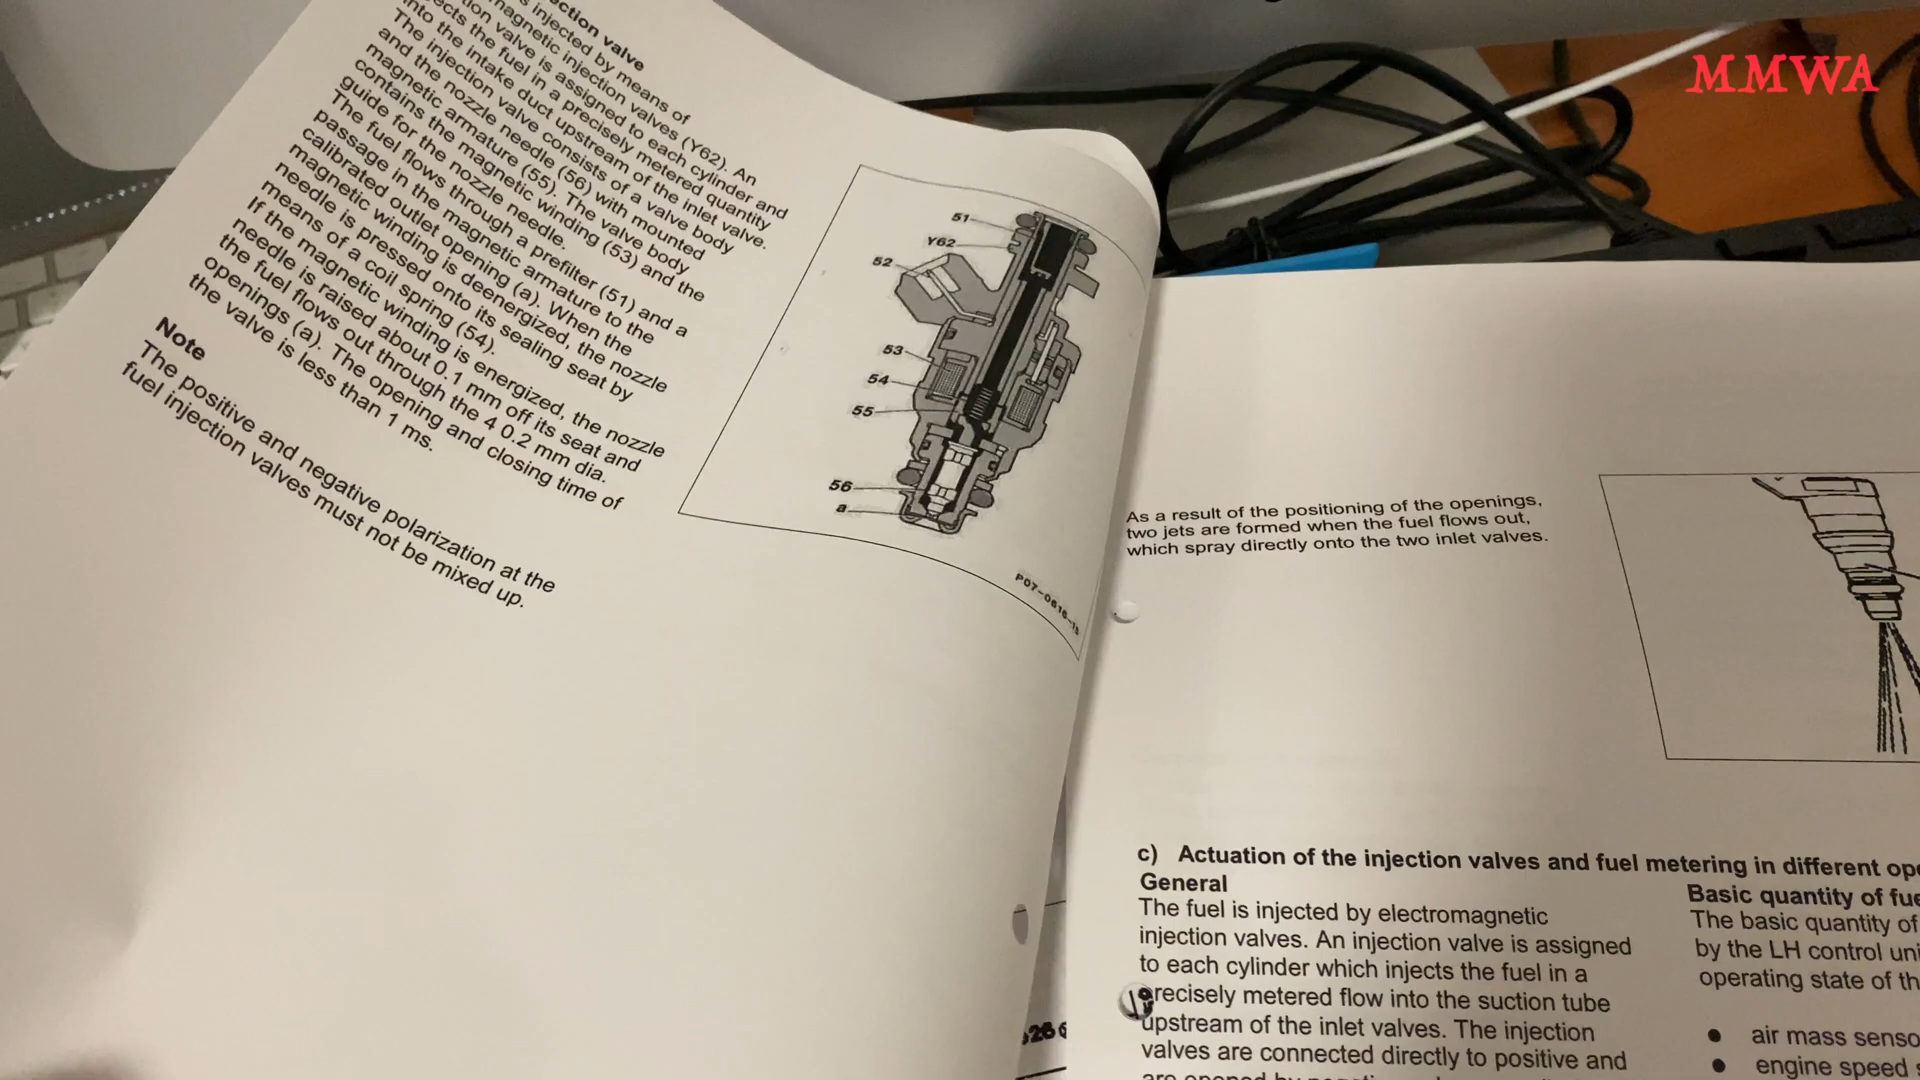 MMWA
ction valve
s injected by means of
magnetic injection valves (Y62). An
tion valve is assigned to each cylinder and
ects the fuel in a precisely metered quantity
into the intake duct upstream of the inlet valve.
The injection valve consists of a valve body
and the nozzle needle (56) with mounted
magnetic armature (55). The valve body
contains the magnetic winding (53) and the
guide for the nozzle needle.
The fuel flows through a prefilter (51) and a
passage in the magnetic armature to the
calibrated outlet opening (a). When the
magnetic winding is deenergized, the nozzle
needle is pressed onto its sealing seat by
means of a coil spring (54).
If the magnetic winding is energized, the nozzle
needle is raised about 0.1 mm off its seat and
the fuel flows out through the 4 0.2 mm dia.
openings (a). The opening and closing time of
the valve is less than 1 ms.
Note
The positive and negative polarization at the
fuel injection valves must not be mixed up.
51
Y62
52
53
54
55
56
a
P07-0616-13
As a result of the positioning of the openings,
two jets are formed when the fuel flows out,
which spray directly onto the two inlet valves.
c) Actuation of the injection valves and fuel metering in different ope
General
The fuel is injected by electromagnetic
injection valves. An injection valve is assigned
to each cylinder which injects the fuel in a
precisely metered flow into the suction tube
upstream of the inlet valves. The injection
valves are connected directly to positive and
Basic quantity of fue
The basic quantity of
by the LH control uni
operating state of th
● air mass senso
● engine speed s